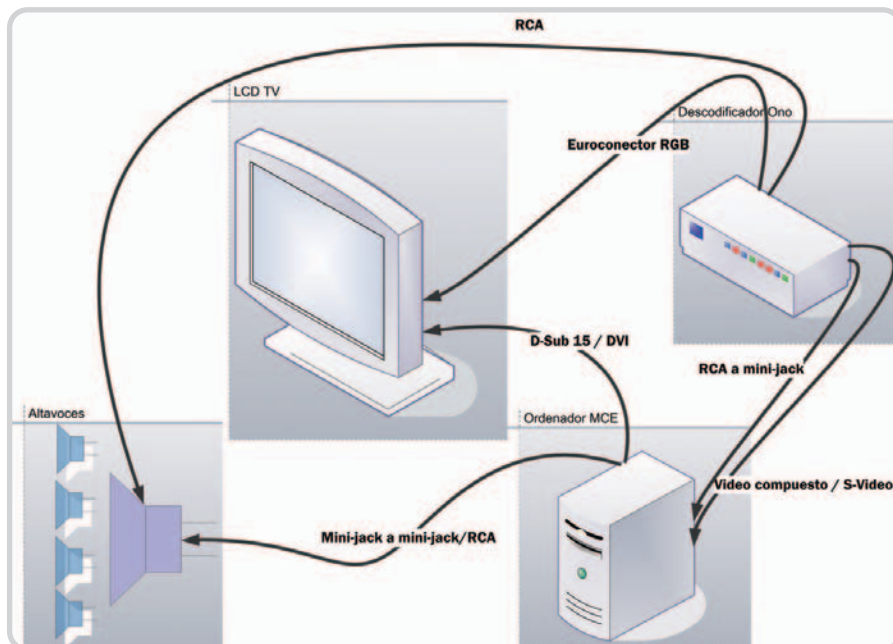 RCA
LCD TV
Descodificador Ono
Euroconector RGB
D-Sub 15 / DVI
RCA a mini-jack
Altavoces
Ordenador MCE
Video compuesto / S-Video
Mini-jack a mini-jack/RCA